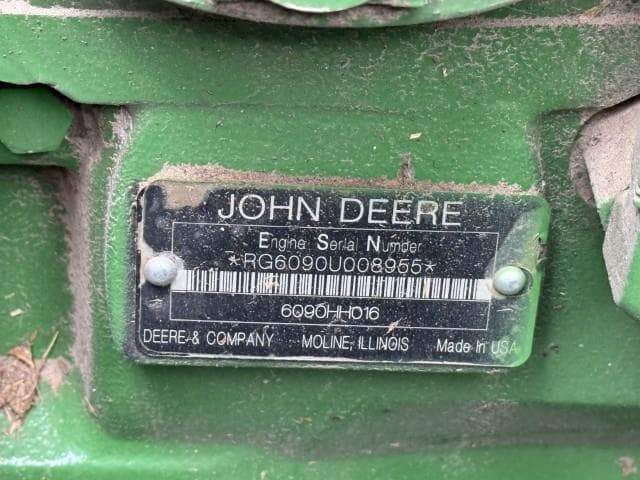 JOHN DEERE
Engine Serial Number
*RG6090U008955*
6090HH016
DEERE & COMPANY MOLINE, ILLINOIS Made In USA